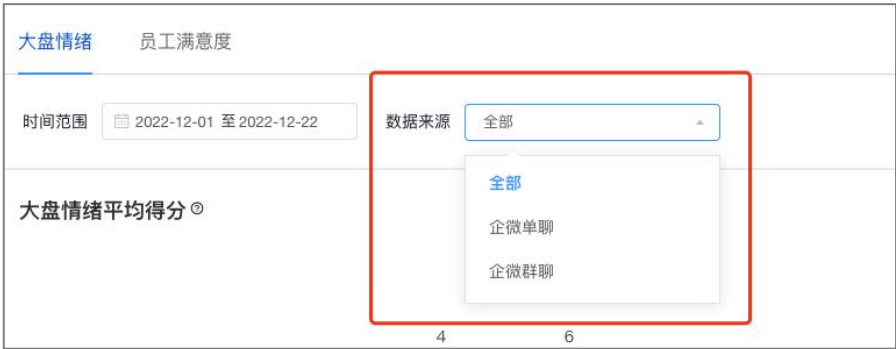 大盘情绪 员工满意度
时间范围 2022-12-01 至 2022-12-22 数据来源 全部
全部
大盘情绪平均得分
企微单聊
企微群聊
4 6